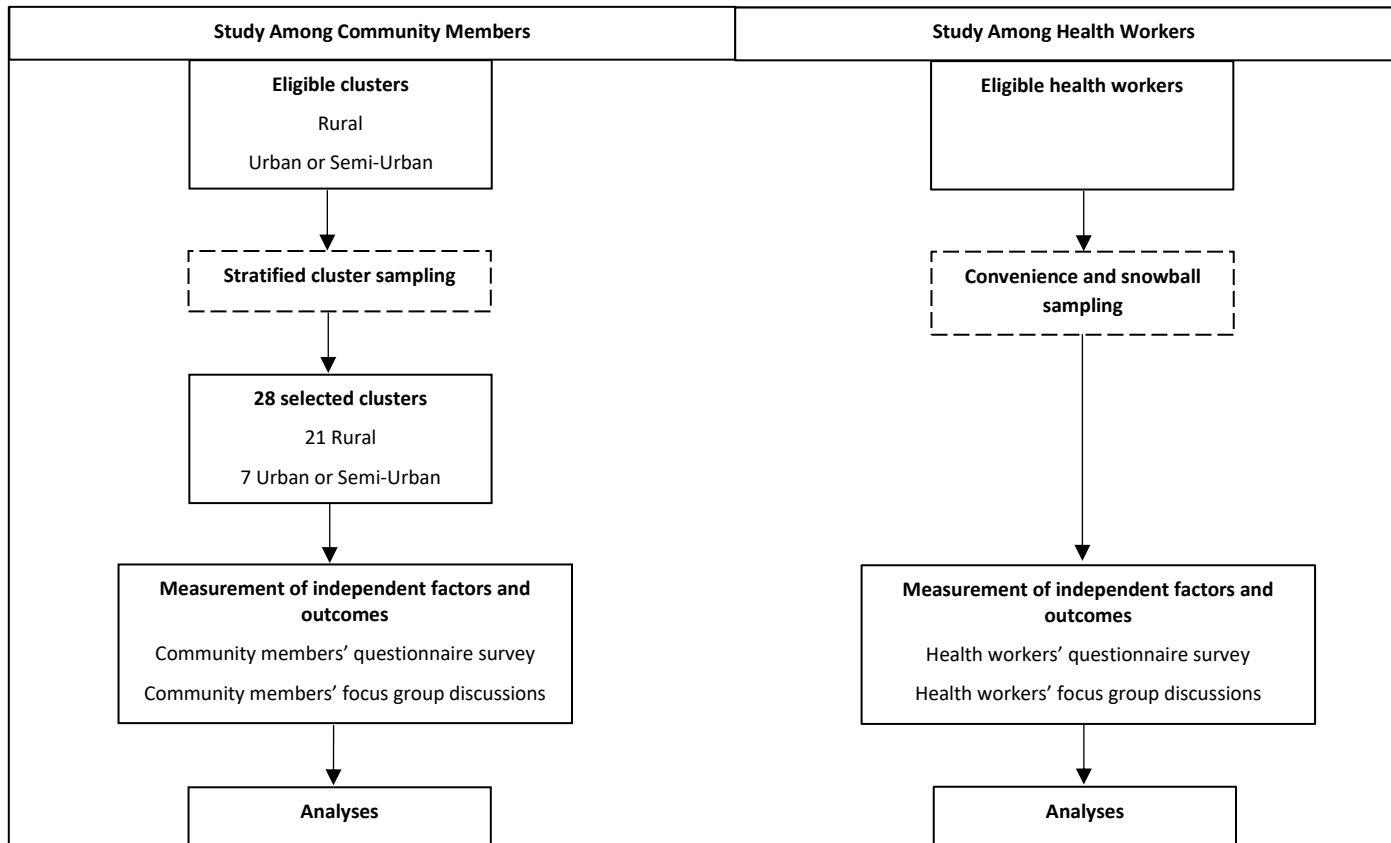 Study Among Community Members
Study Among Health Workers
Eligible clusters
Rural
Urban or Semi-Urban
Eligible health workers
Stratified cluster sampling
Convenience and snowball
sampling
28 selected clusters
21 Rural
7 Urban or Semi-Urban
Measurement of independent factors and
outcomes
Community members’ questionnaire survey
Community members’ focus group discussions
Measurement of independent factors and
outcomes
Health workers’ questionnaire survey
Health workers’ focus group discussions
Analyses
Analyses